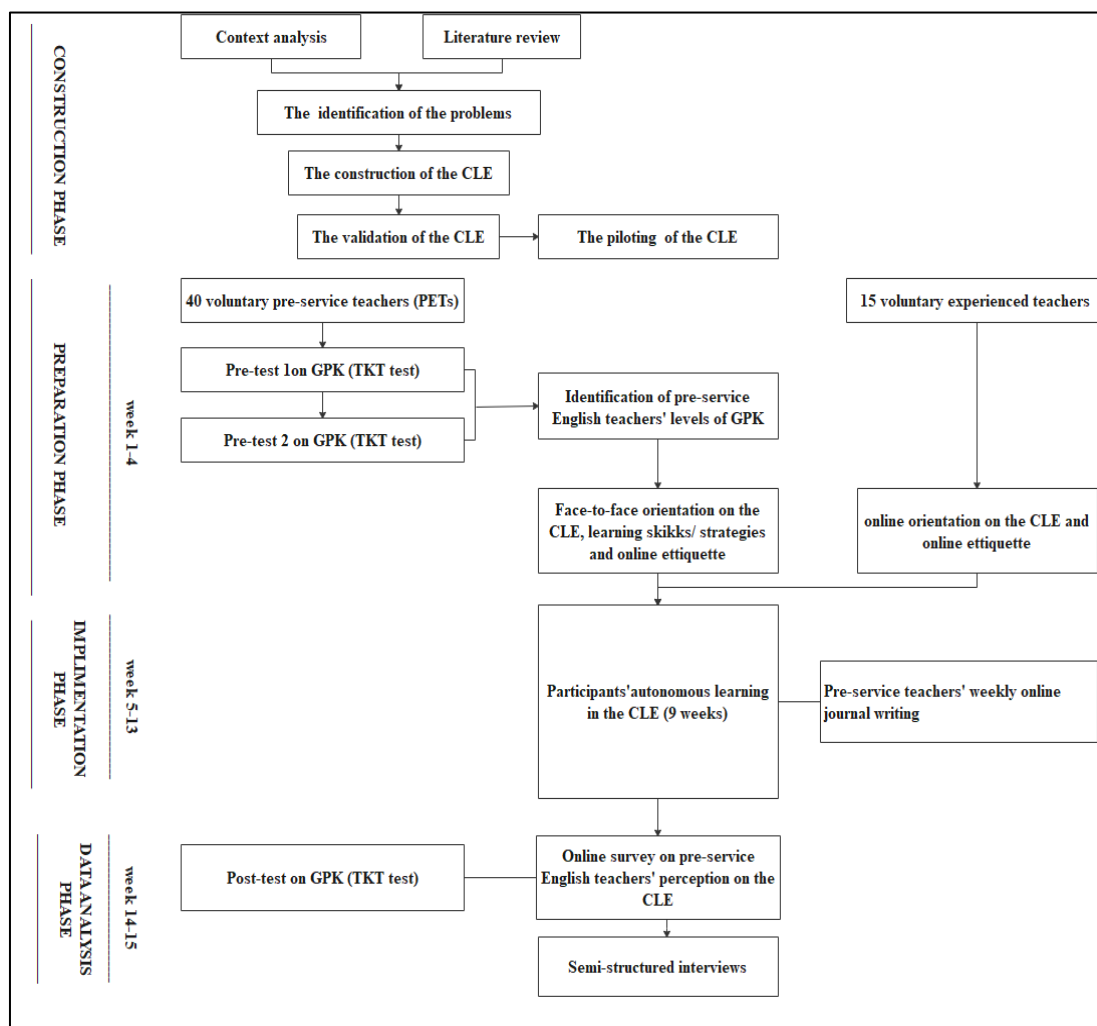 CONSTRUCTION PHASE
Context analysis
Literature review
The identification of the problems
The construction of the CLE
The validation of the CLE
The piloting of the CLE
PREPARATION PHASE
week 1-4
40 voluntary pre-service teachers (PETs)
15 voluntary experienced teachers
Pre-test 1on GPK (TKT test)
Pre-test 2 on GPK (TKT test)
Identification of pre-service
English teachers' levels of GPK
Face-to-face orientation on the
CLE, learning skikks/ strategies
and online ettiquette
online orientation on the CLE and
online ettiquette
IMPLIMENTATION
PHASE
week 5-13
Participants'autonomous learning
in the CLE (9 weeks)
Pre-service teachers' weekly online
journal writing
DATA ANALYSIS
PHASE
week 14-15
Post-test on GPK (TKT test)
Online survey on pre-service
English teachers' perception on the
CLE
Semi-structured interviews